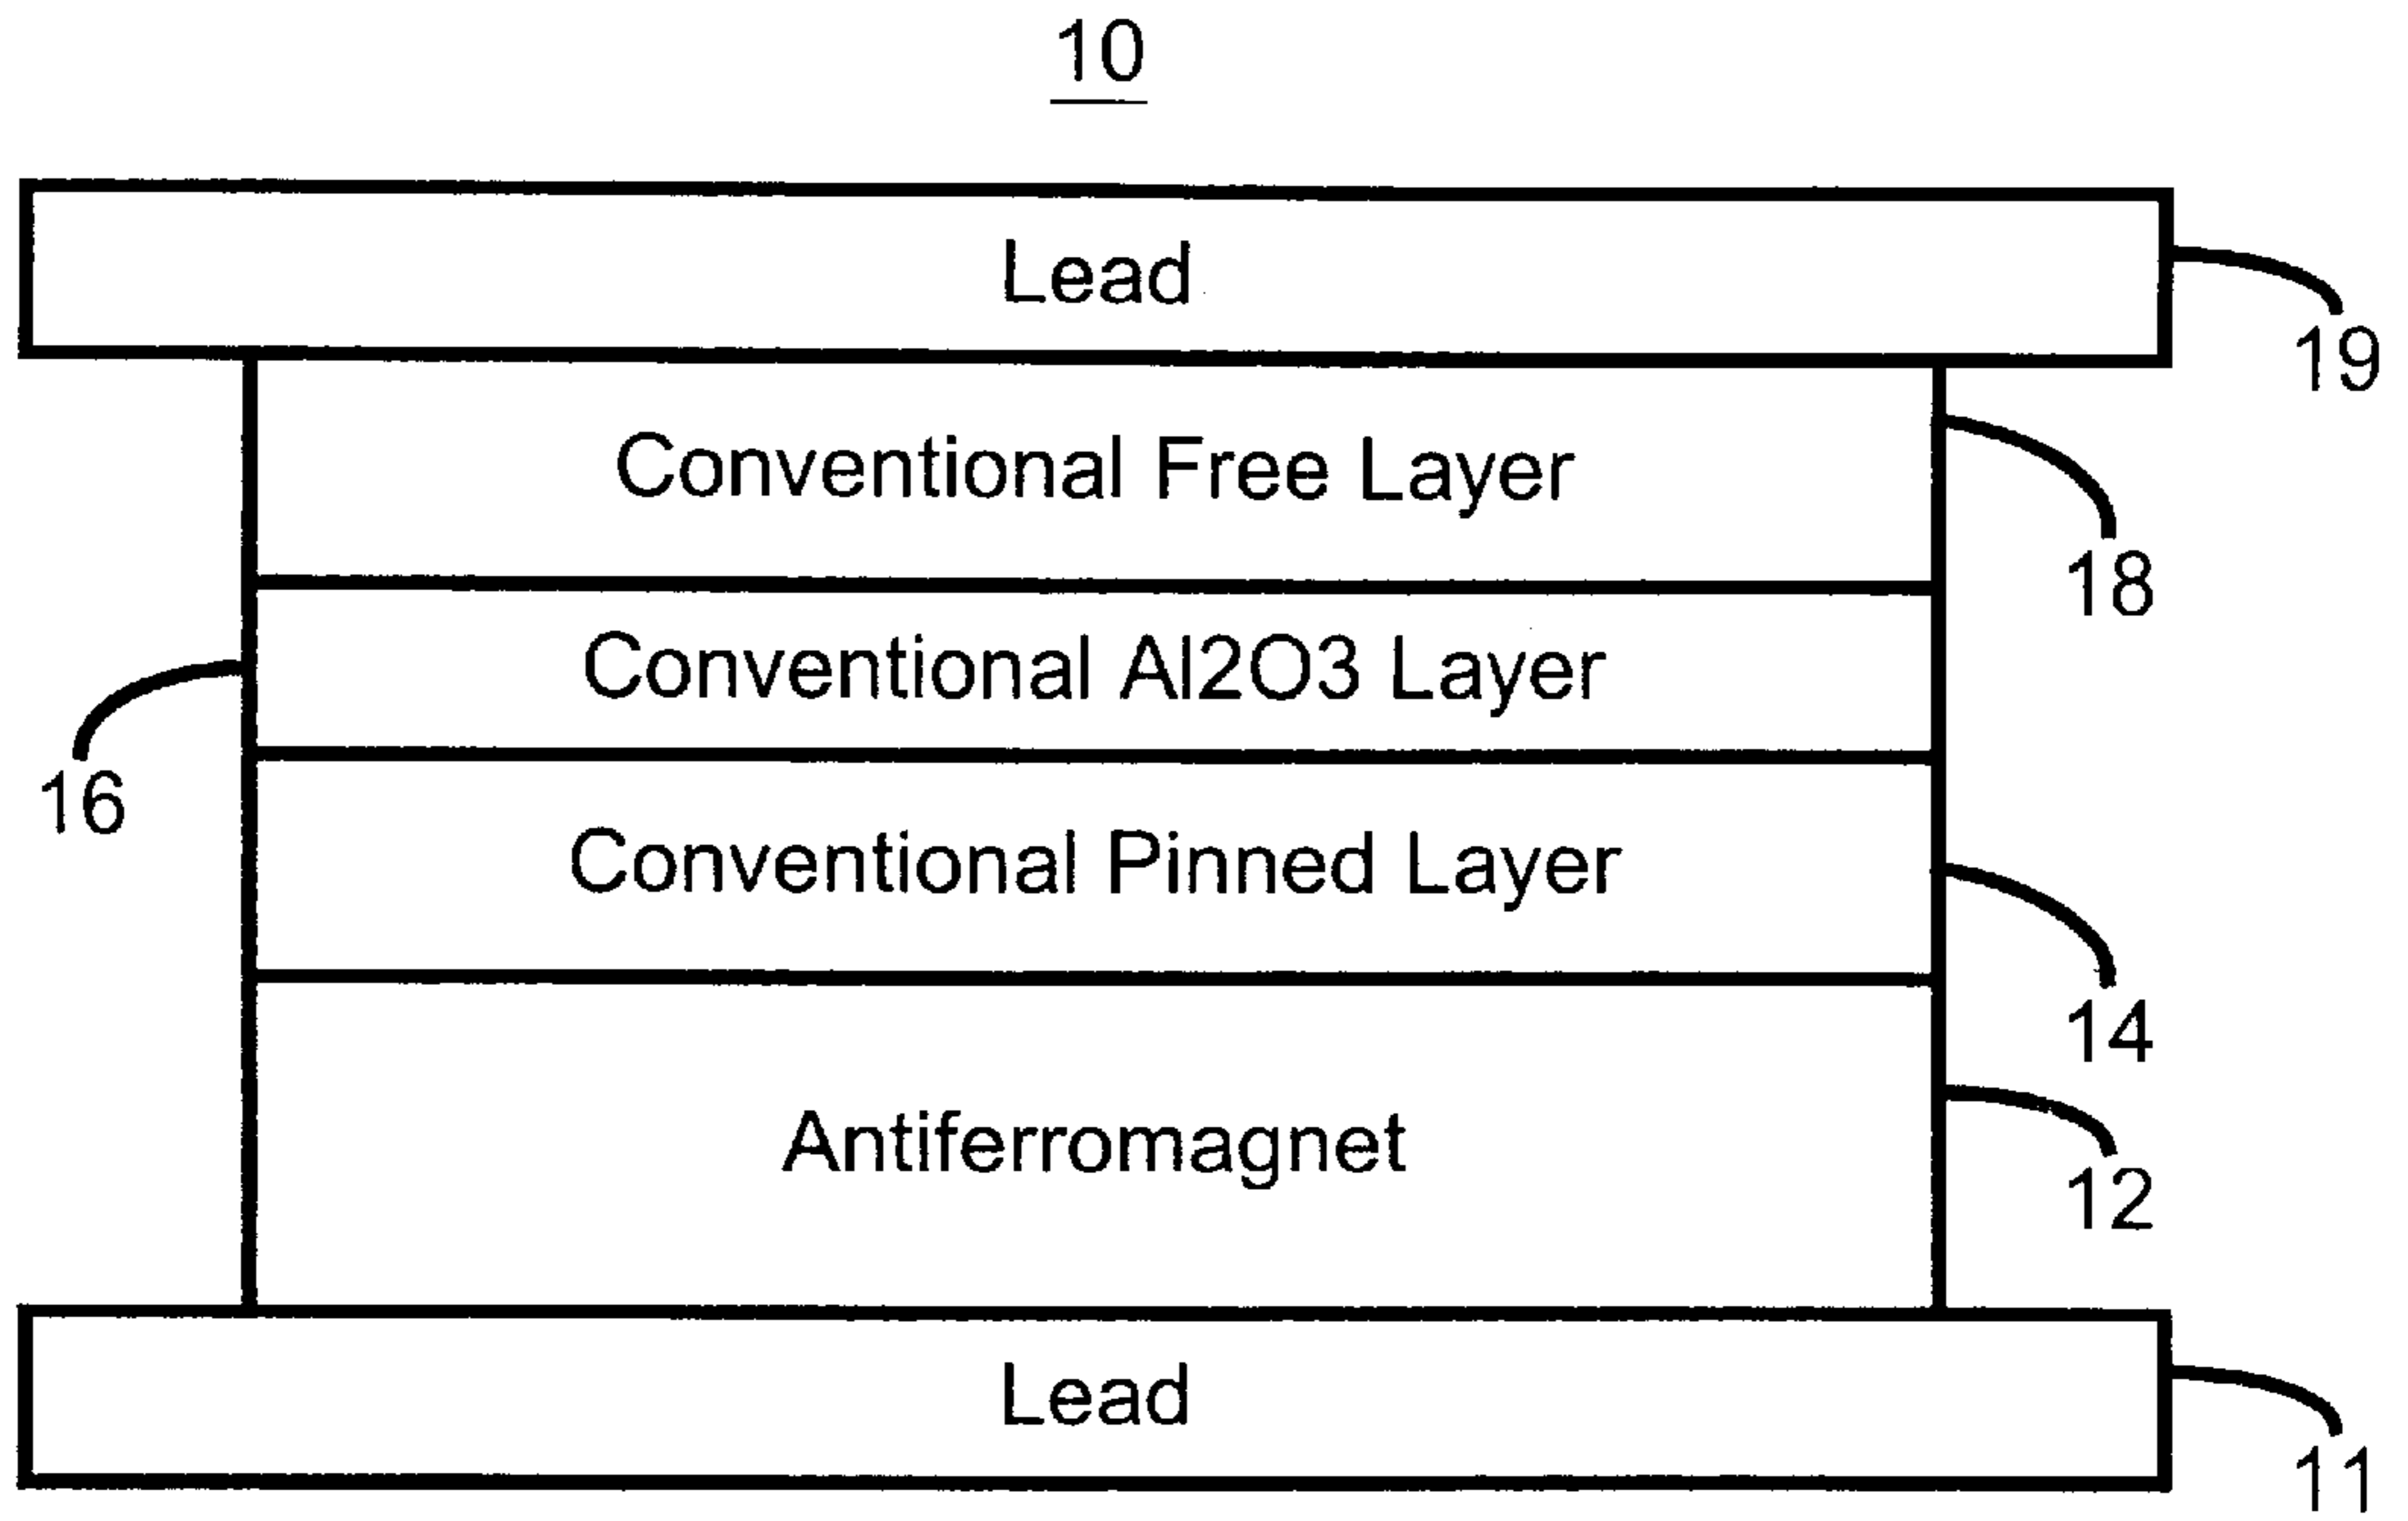 10
Lead
19
Conventional Free Layer
18
Conventional Al2O3 Layer
16
Conventional Pinned Layer
14
Antiferromagnet
12
Lead
11